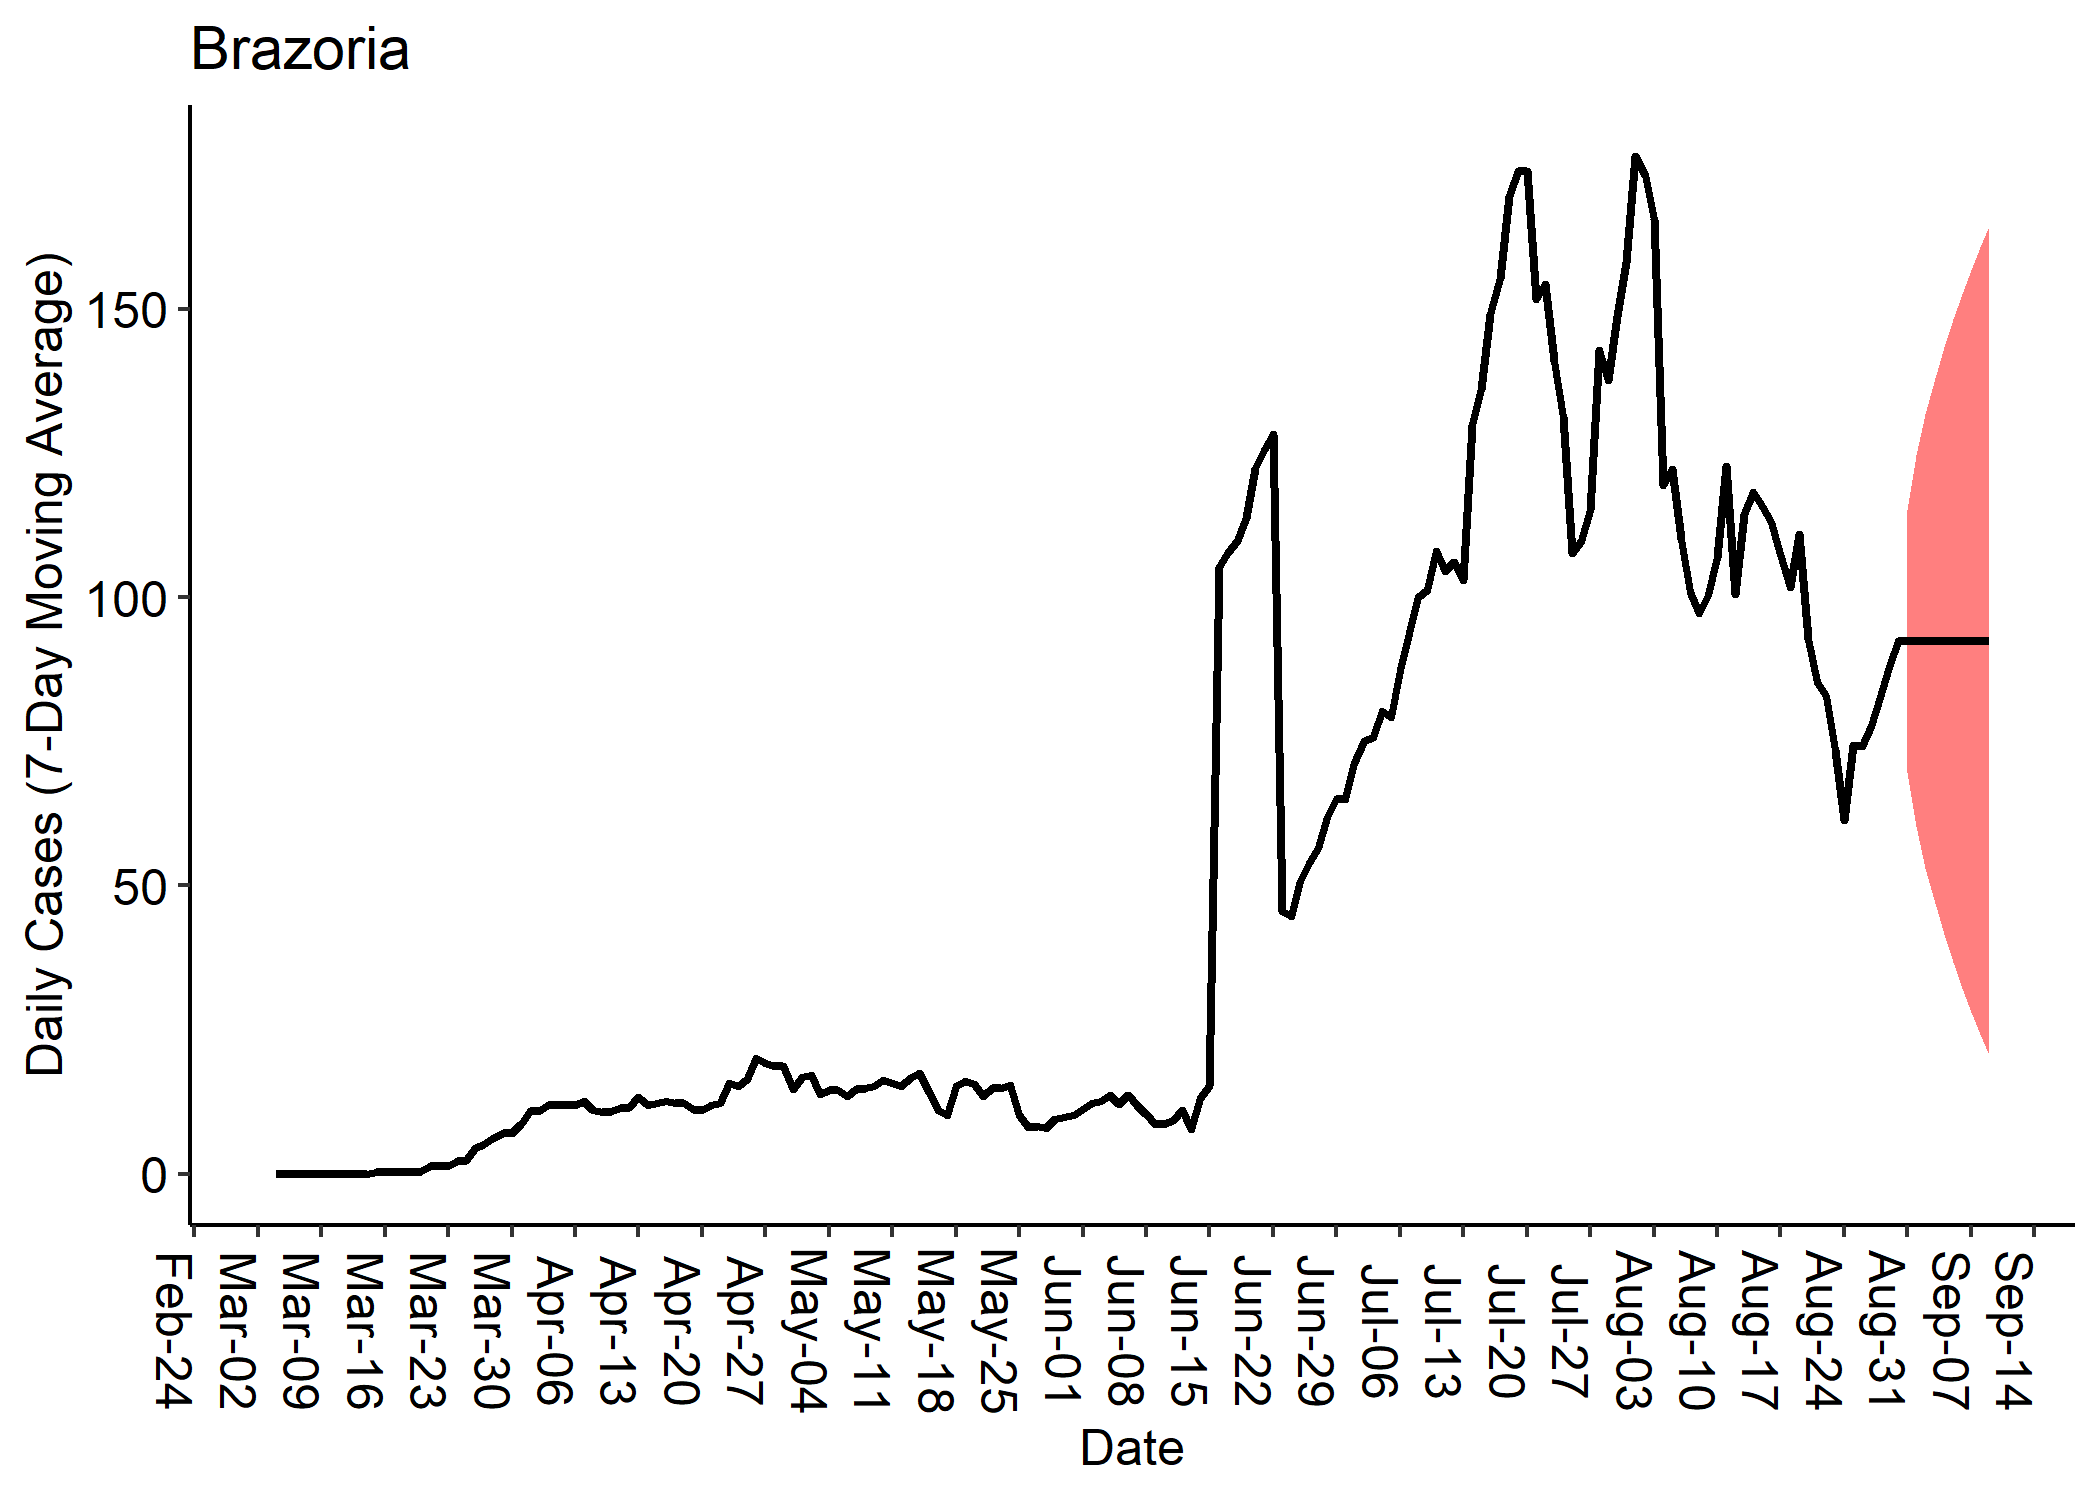 Brazoria
Daily Cases (7-Day Moving Average)
150
100
50
0
Feb-24
Mar-02
Mar-09
Mar-16
Mar-23
Mar-30
Apr-06
Apr-13
Apr-20
Apr-27
May-04
May-11
May-18
May-25
Jun-01
Jun-08
Jun-15
Jun-22
Jun-29
Jul-06
Jul-13
Jul-20
Jul-27
Aug-03
Aug-10
Aug-17
Aug-24
Aug-31
Sep-07
Sep-14
Date